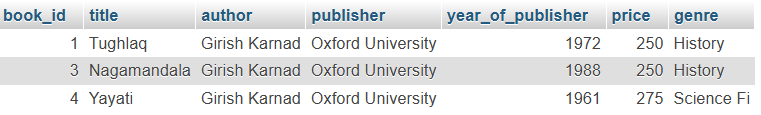 book_id title author publisher year_of_publisher price genre
1 Tughlaq Girish Karnad Oxford University 1972 250 History
3 Nagamandala Girish Karnad Oxford University 1988 250 History
4 Yayati Girish Karnad Oxford University 1961 275 Science Fi